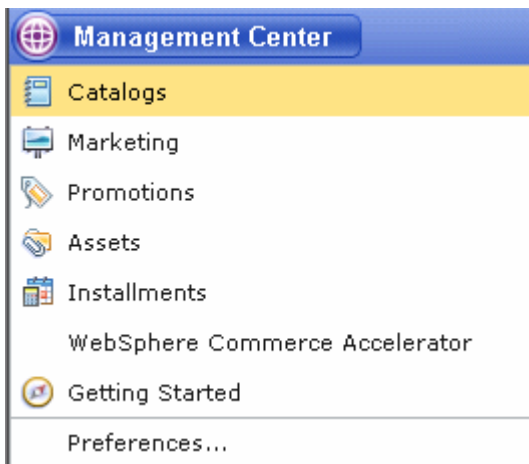 Management Center
Catalogs
Marketing
Promotions
Assets
Installments
WebSphere Commerce Accelerator
Getting Started
Preferences...